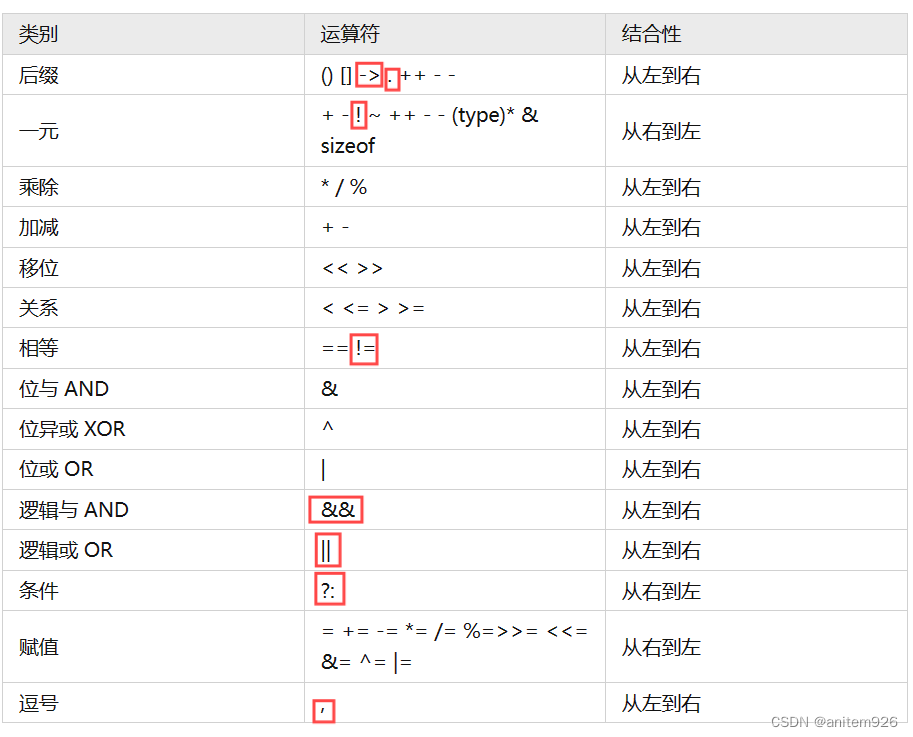 类别 运算符 结合性
后缀 () [] -> . ++ - - 从左到右
一元 + - ! ~ ++ - - (type)* & sizeof 从右到左
乘除 * / % 从左到右
加减 + - 从左到右
移位 << >> 从左到右
关系 < <= > >= 从左到右
相等 == != 从左到右
位与 AND & 从左到右
位异或 XOR ^ 从左到右
位或 OR | 从左到右
逻辑与 AND && 从左到右
逻辑或 OR || 从左到右
条件 ?: 从右到左
赋值 = += -= *= /= %=>>= <<= &= ^= |= 从右到左
逗号 , 从左到右
CSDN @anitem926